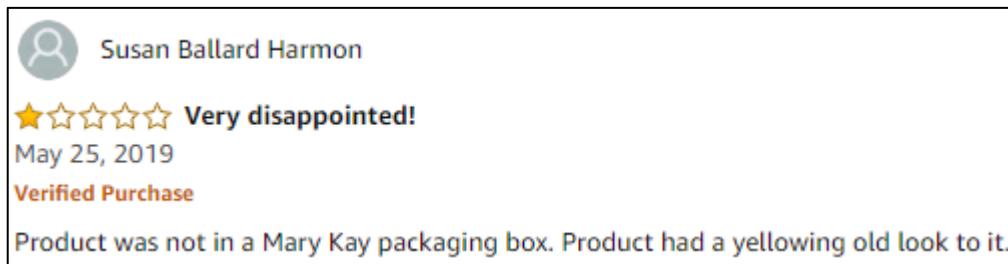 Susan Ballard Harmon
Very disappointed!
May 25, 2019
Verified Purchase
Product was not in a Mary Kay packaging box. Product had a yellowing old look to it.